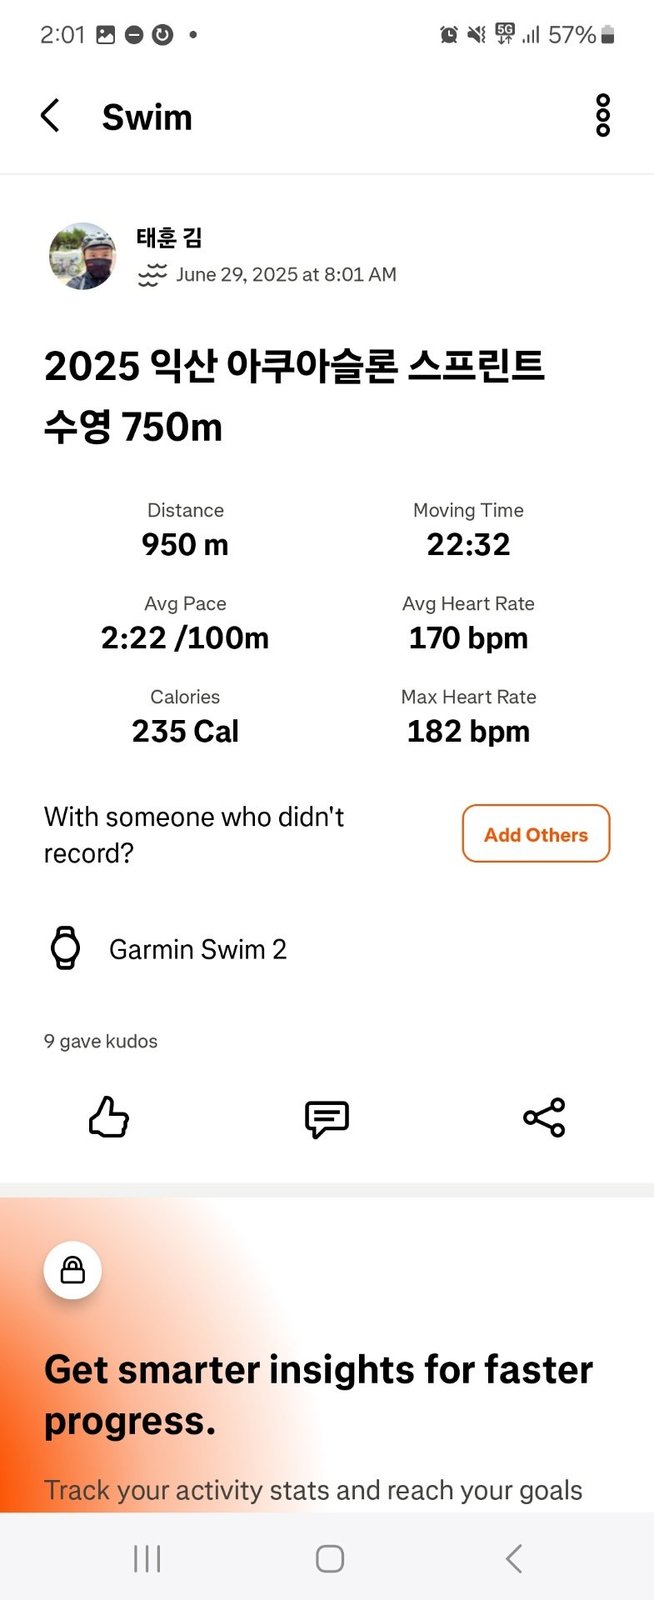 2:01
5G
57%
Swim
태훈 김
June 29, 2025 at 8:01 AM
2025 익산 아쿠아슬론 스프린트
수영 750m
Distance
Moving Time
950 m
22:32
Avg Pace
Avg Heart Rate
2:22 /100m
170 bpm
Calories
Max Heart Rate
235 Cal
182 bpm
With someone who didn't
record?
Add Others
Garmin Swim 2
9 gave kudos
Get smarter insights for faster
progress.
Track your activity stats and reach your goals